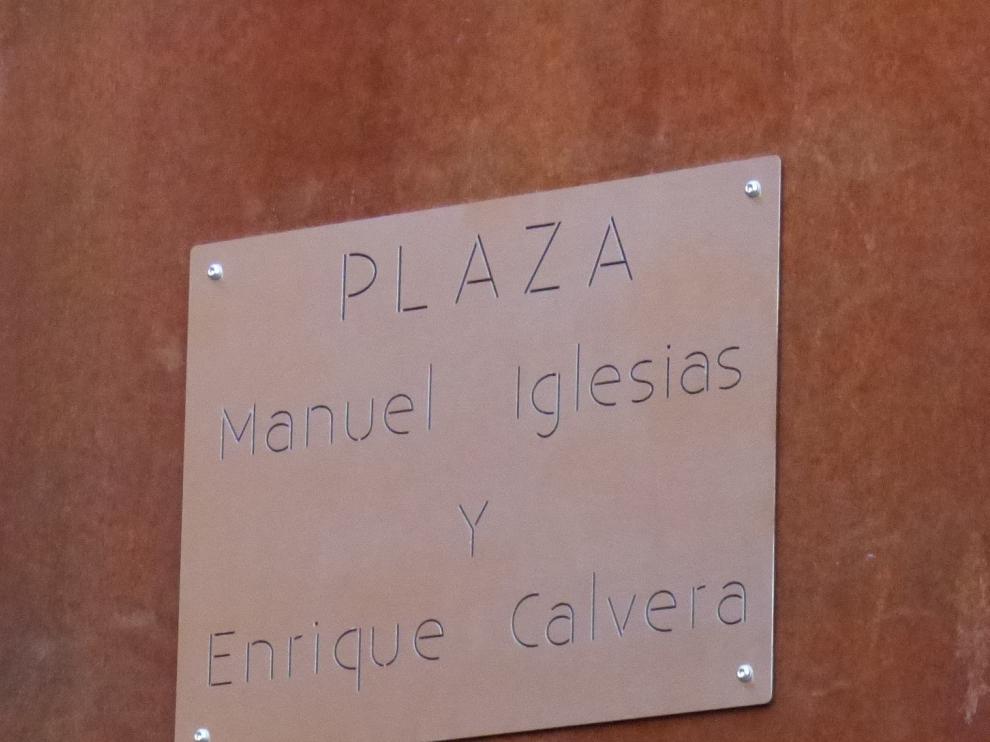 PLAZA
Manuel Iglesias
Y
Enrique Calvera